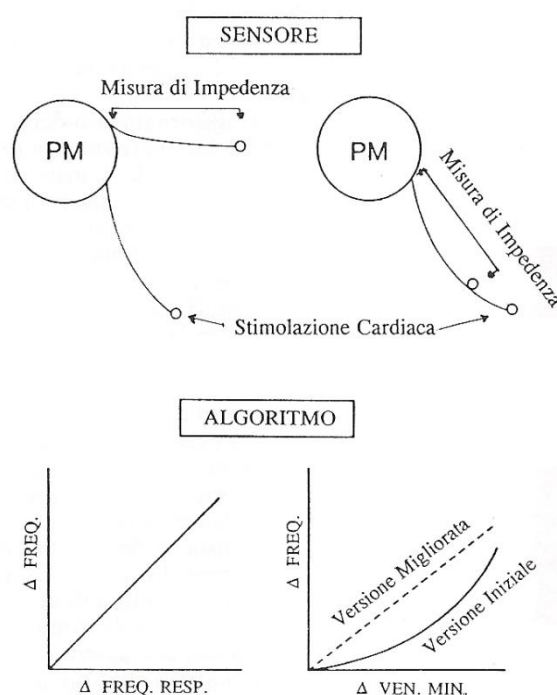 SENSORE
Misura di Impedenza
PM
PM
Misura di Impedenza
Stimolazione Cardiaca
ALGORITMO
Δ FREQ.
Δ FREQ. RESP.
Δ FREQ.
Versione Migliorata
Versione Iniziale
Δ VEN. MIN.